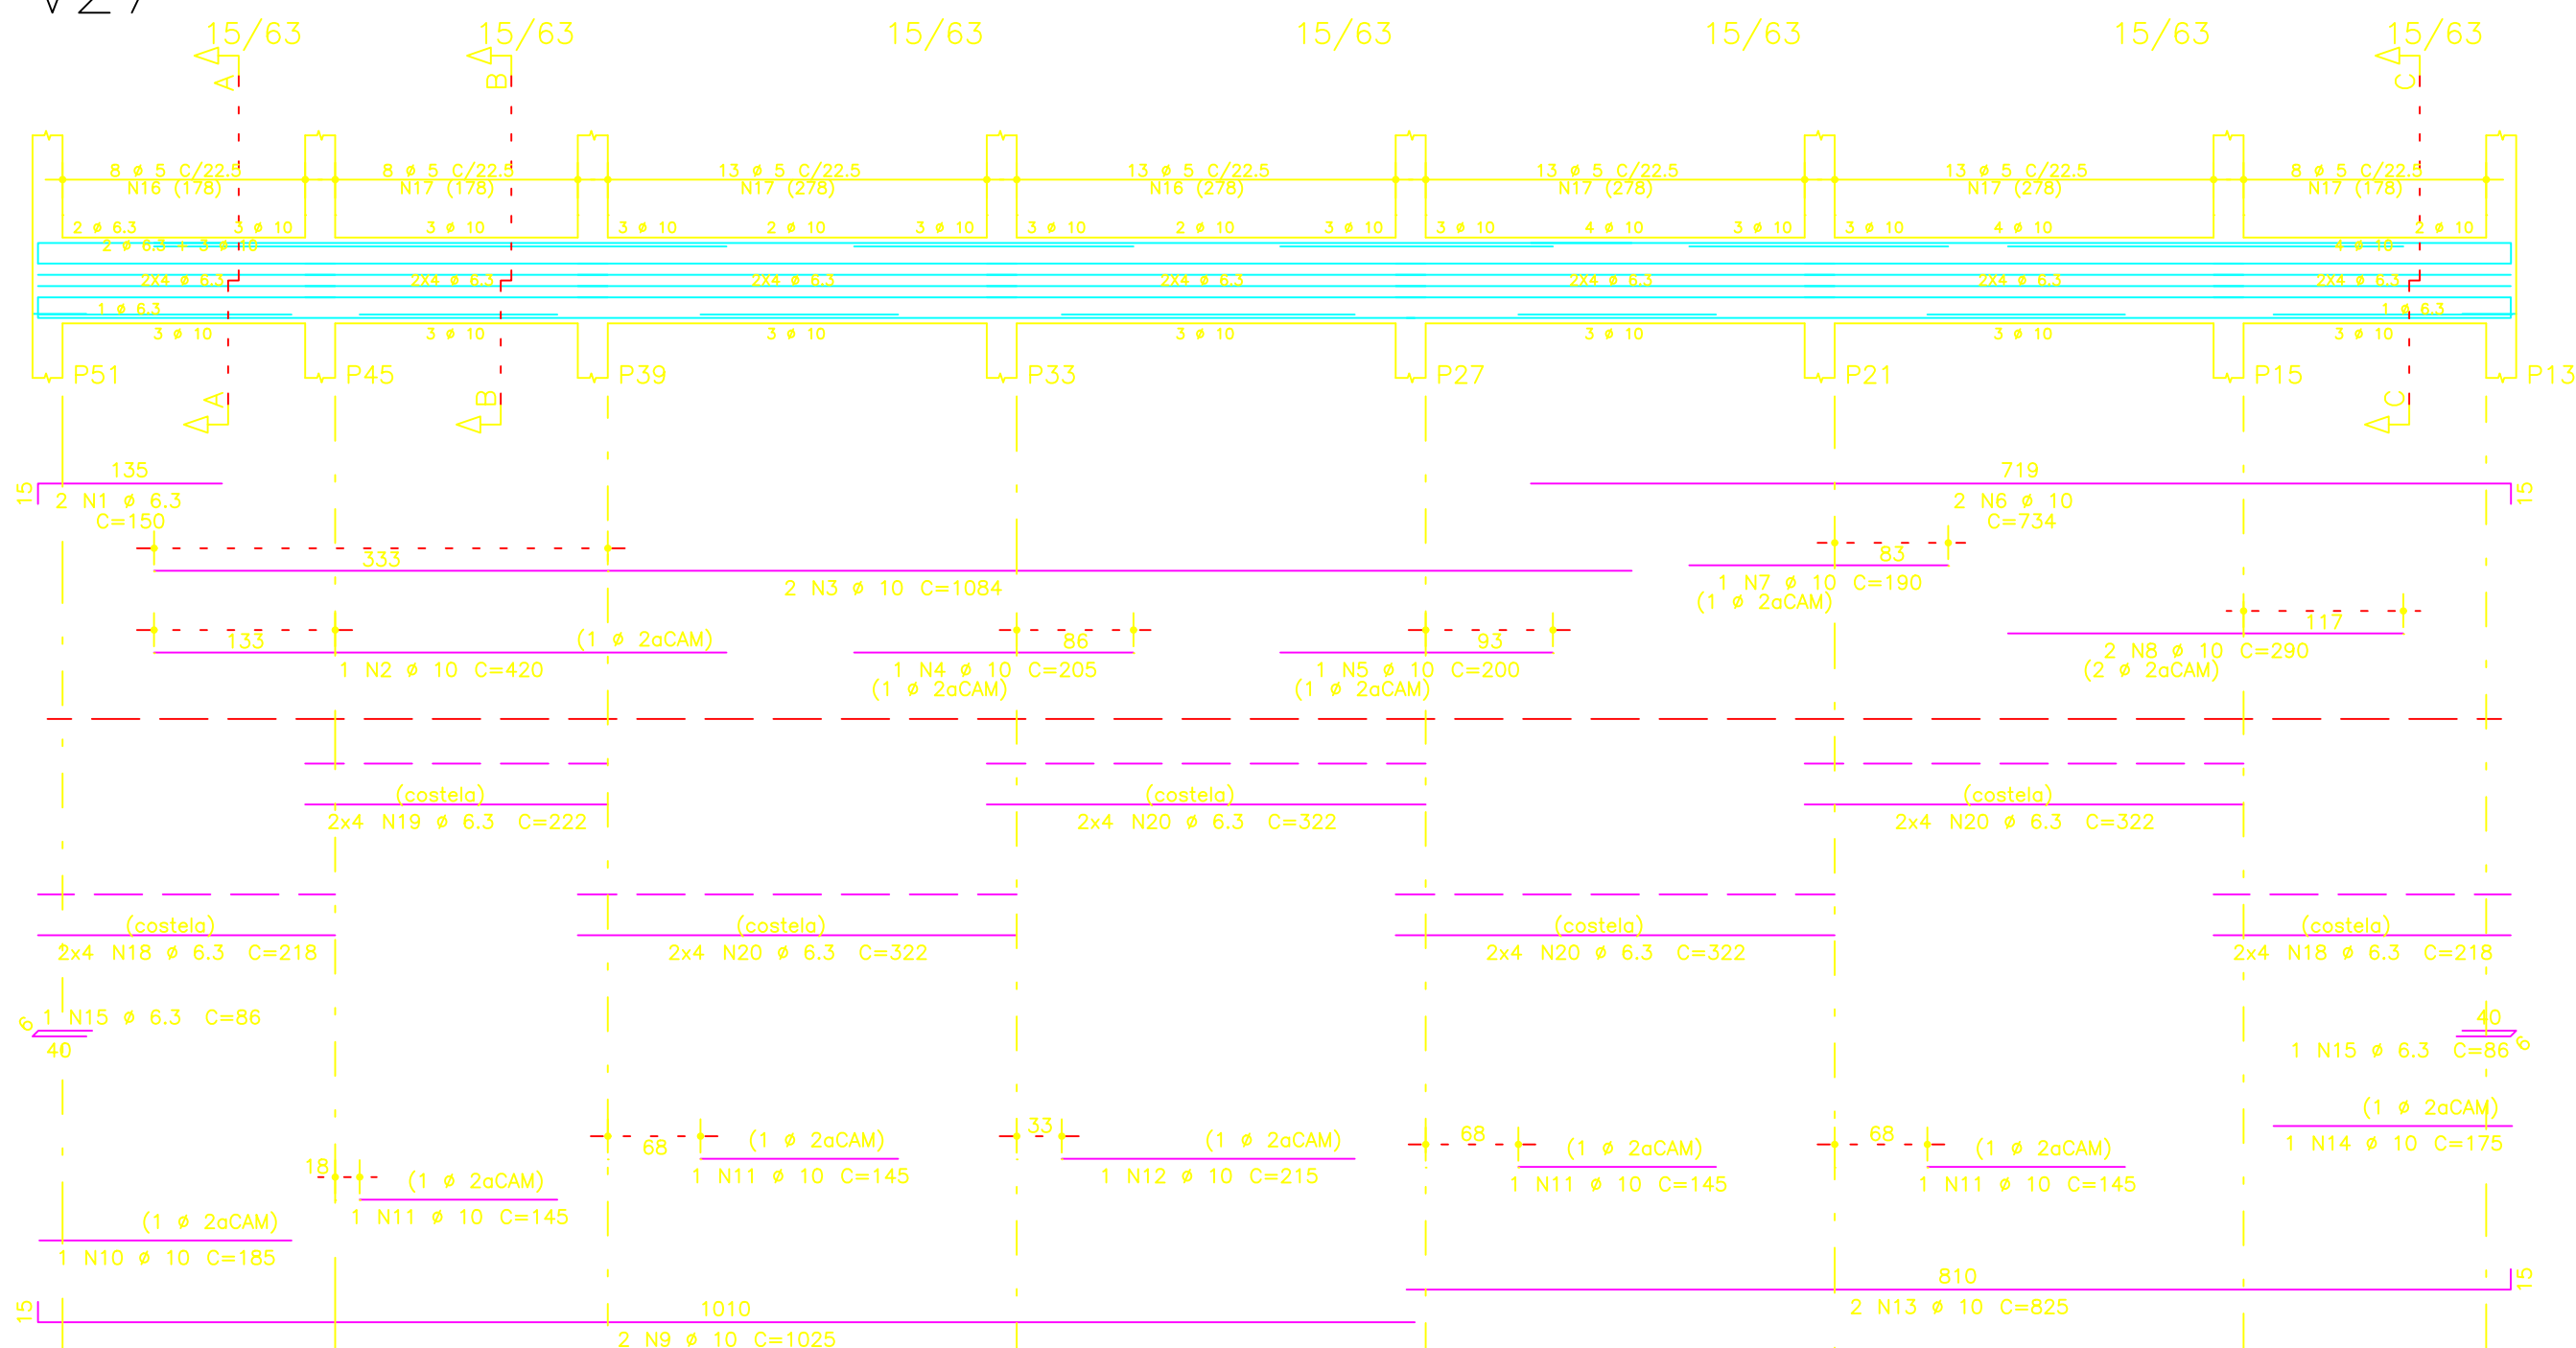 15/63 15/63 15/63 15/63 15/63 15/63 15/63
A B C
8 ø 5 C/22.5 8 ø 5 C/22.5 13 ø 5 C/22.5 13 ø 5 C/22.5 13 ø 5 C/22.5 13 ø 5 C/22.5 8 ø 5 C/22.5
N16 (178) N17 (178) N17 (278) N16 (278) N17 (278) N17 (278) N17 (178)
2 ø 6.3 3 ø 10 3 ø 10 3 ø 10 2 ø 10 3 ø 10 3 ø 10 2 ø 10 3 ø 10 3 ø 10 4 ø 10 3 ø 10 3 ø 10 4 ø 10 2 ø 10
2 ø 6.3 + 3 ø 10 4 ø 10
2X4 ø 6.3 2X4 ø 6.3 2X4 ø 6.3 2X4 ø 6.3 2X4 ø 6.3 2X4 ø 6.3 2X4 ø 6.3
1 ø 6.3 1 ø 6.3
3 ø 10 3 ø 10 3 ø 10 3 ø 10 3 ø 10 3 ø 10 3 ø 10
P51 P45 P39 P33 P27 P21 P15 P13
A B C
135 719
15 2 N1 ø 6.3 2 N6 ø 10 15
C=150 C=734
333 83
2 N3 ø 10 C=1084 1 N7 ø 10 C=190
(1 ø 2aCAM)
133 (1 ø 2aCAM) 86 93 117
1 N2 ø 10 C=420 1 N4 ø 10 C=205 1 N5 ø 10 C=200 2 N8 ø 10 C=290
(1 ø 2aCAM) (1 ø 2aCAM) (2 ø 2aCAM)
(costela) (costela) (costela)
2x4 N19 ø 6.3 C=222 2x4 N20 ø 6.3 C=322 2x4 N20 ø 6.3 C=322
(costela) (costela) (costela) (costela)
2x4 N18 ø 6.3 C=218 2x4 N20 ø 6.3 C=322 2x4 N20 ø 6.3 C=322 2x4 N18 ø 6.3 C=218
6 1 N15 ø 6.3 C=86 40
40 1 N15 ø 6.3 C=86 6
(1 ø 2aCAM)
1 N14 ø 10 C=175
68 (1 ø 2aCAM) 33 (1 ø 2aCAM) 68 (1 ø 2aCAM) 68 (1 ø 2aCAM)
1 N11 ø 10 C=145 1 N12 ø 10 C=215 1 N11 ø 10 C=145 1 N11 ø 10 C=145
18 (1 ø 2aCAM)
1 N11 ø 10 C=145
(1 ø 2aCAM)
1 N10 ø 10 C=185
810 15
2 N13 ø 10 C=825
15 1010
2 N9 ø 10 C=1025